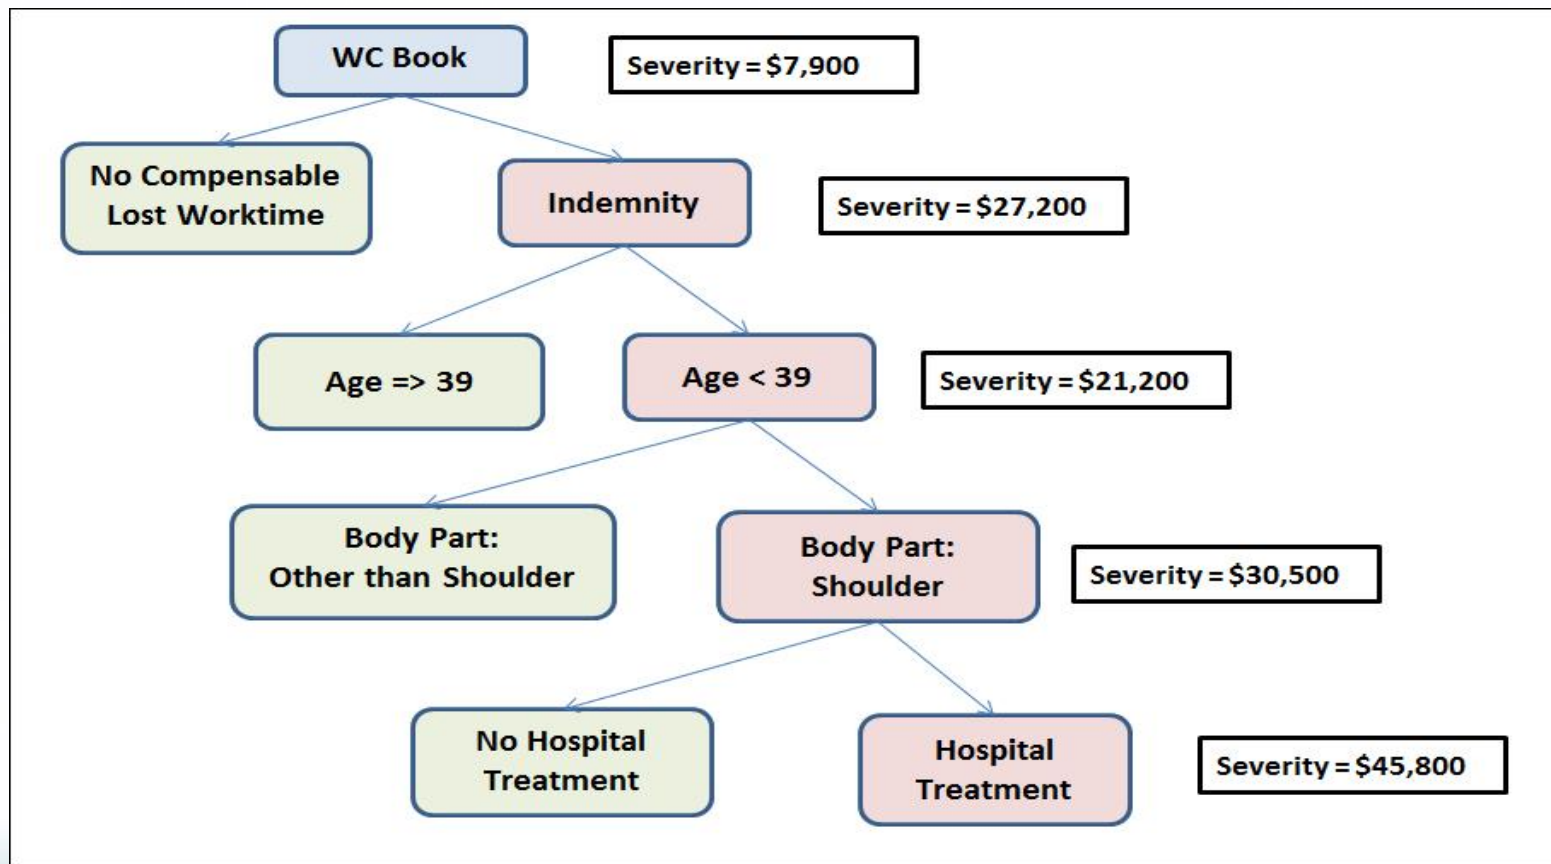 WC Book
Severity = $7,900
No Compensable
Lost Worktime
Indemnity
Severity = $27,200
Age => 39
Age < 39
Severity = $21,200
Body Part:
Other than Shoulder
Body Part:
Shoulder
Severity = $30,500
No Hospital
Treatment
Hospital
Treatment
Severity = $45,800